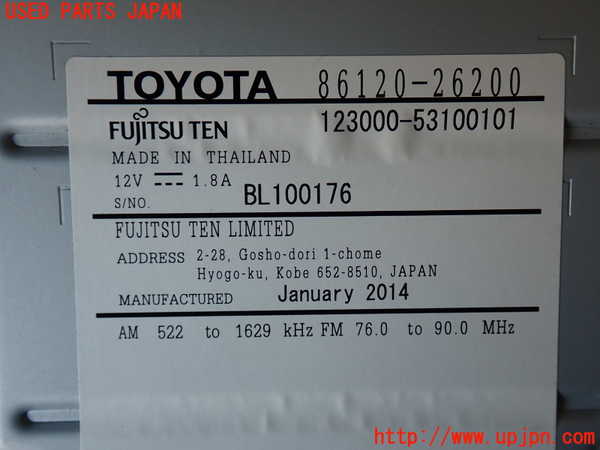 USED PARTS JAPAN
TOYOTA 86120-26200
FUJITSU TEN 123000-53100101
MADE IN THAILAND
12V 1.8A
S/NO. BL100176
FUJITSU TEN LIMITED
ADDRESS 2-28, Gosho-dori 1-chome
Hyogo-ku, Kobe 652-8510, JAPAN
MANUFACTURED January 2014
AM 522 to 1629 kHz FM 76.0 to 90.0 MHz
http://www.upjpn.com/